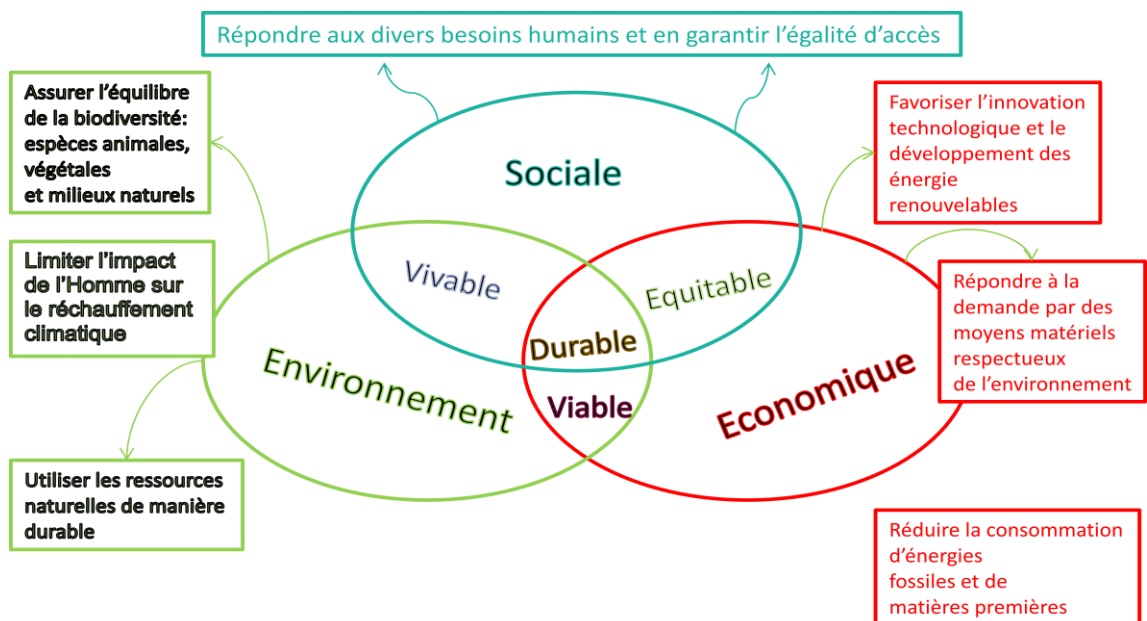 Répondre aux divers besoins humains et en garantir l’égalité d’accès
Assurer l’équilibre
de la biodiversité:
espèces animales,
végétales
et milieux naturels
Favoriser l’innovation
technologique et le
développement des
énergie
renouvelables
Sociale
Limiter l’impact
de l’Homme sur
le réchauffement
climatique
Vivable
Equitable
Répondre à la
demande par des
moyens matériels
respectueux
de l’environnement
Durable
Environnement
Viable
Economique
Utiliser les ressources
naturelles de manière
durable
Réduire la consommation
d’énergies
fossiles et de
matières premières